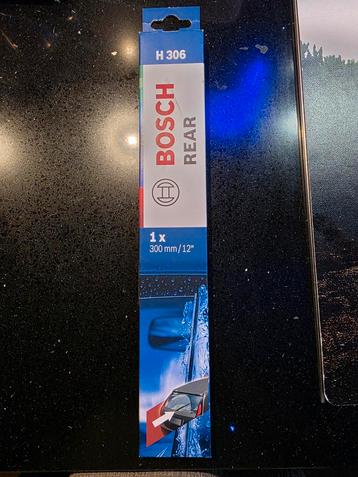 H 306
BOSCH
REAR
1 x
300 mm / 12"